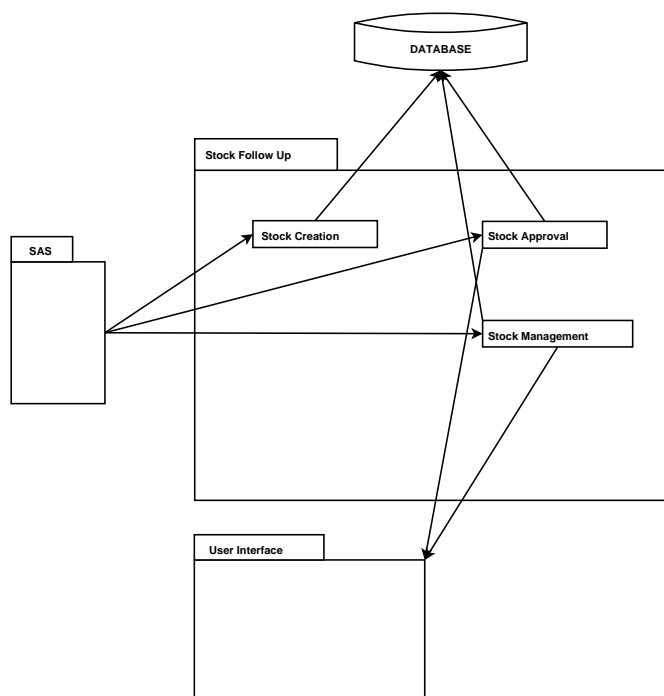 DATABASE
Stock Follow Up
Stock Creation
Stock Approval
SAS
Stock Management
User Interface